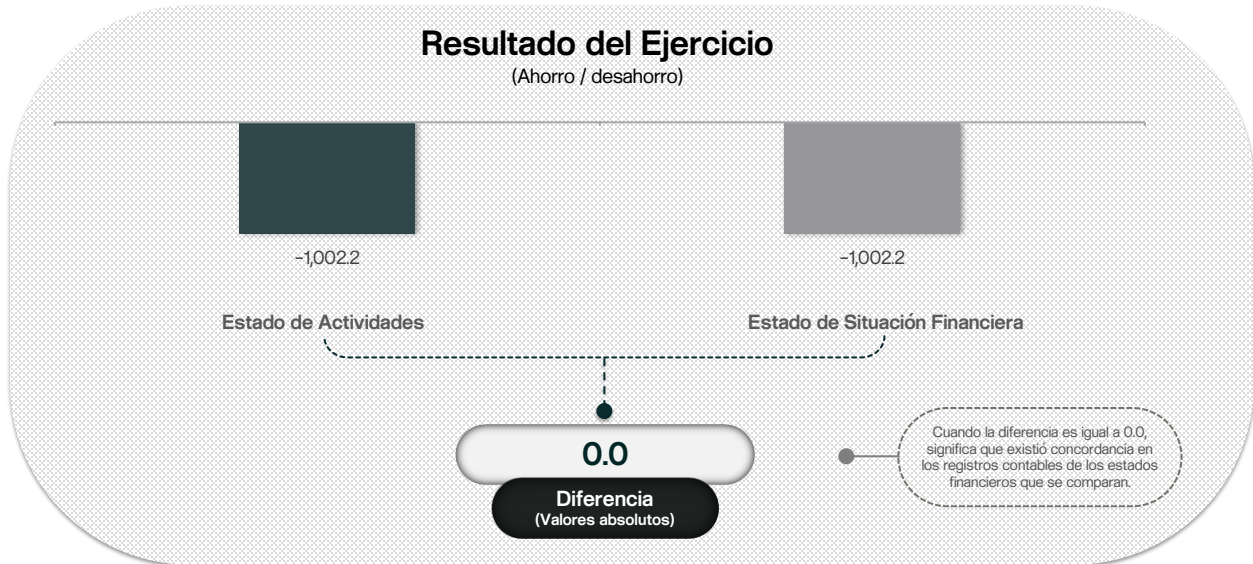 Resultado del Ejercicio
(Ahorro / desahorro)
-1,002.2
-1,002.2
Estado de Actividades
Estado de Situación Financiera
0.0
Diferencia
(Valores absolutos)
Cuando la diferencia es igual a 0.0,
significa que existió concordancia en
los registros contables de los estados
financieros que se comparan.